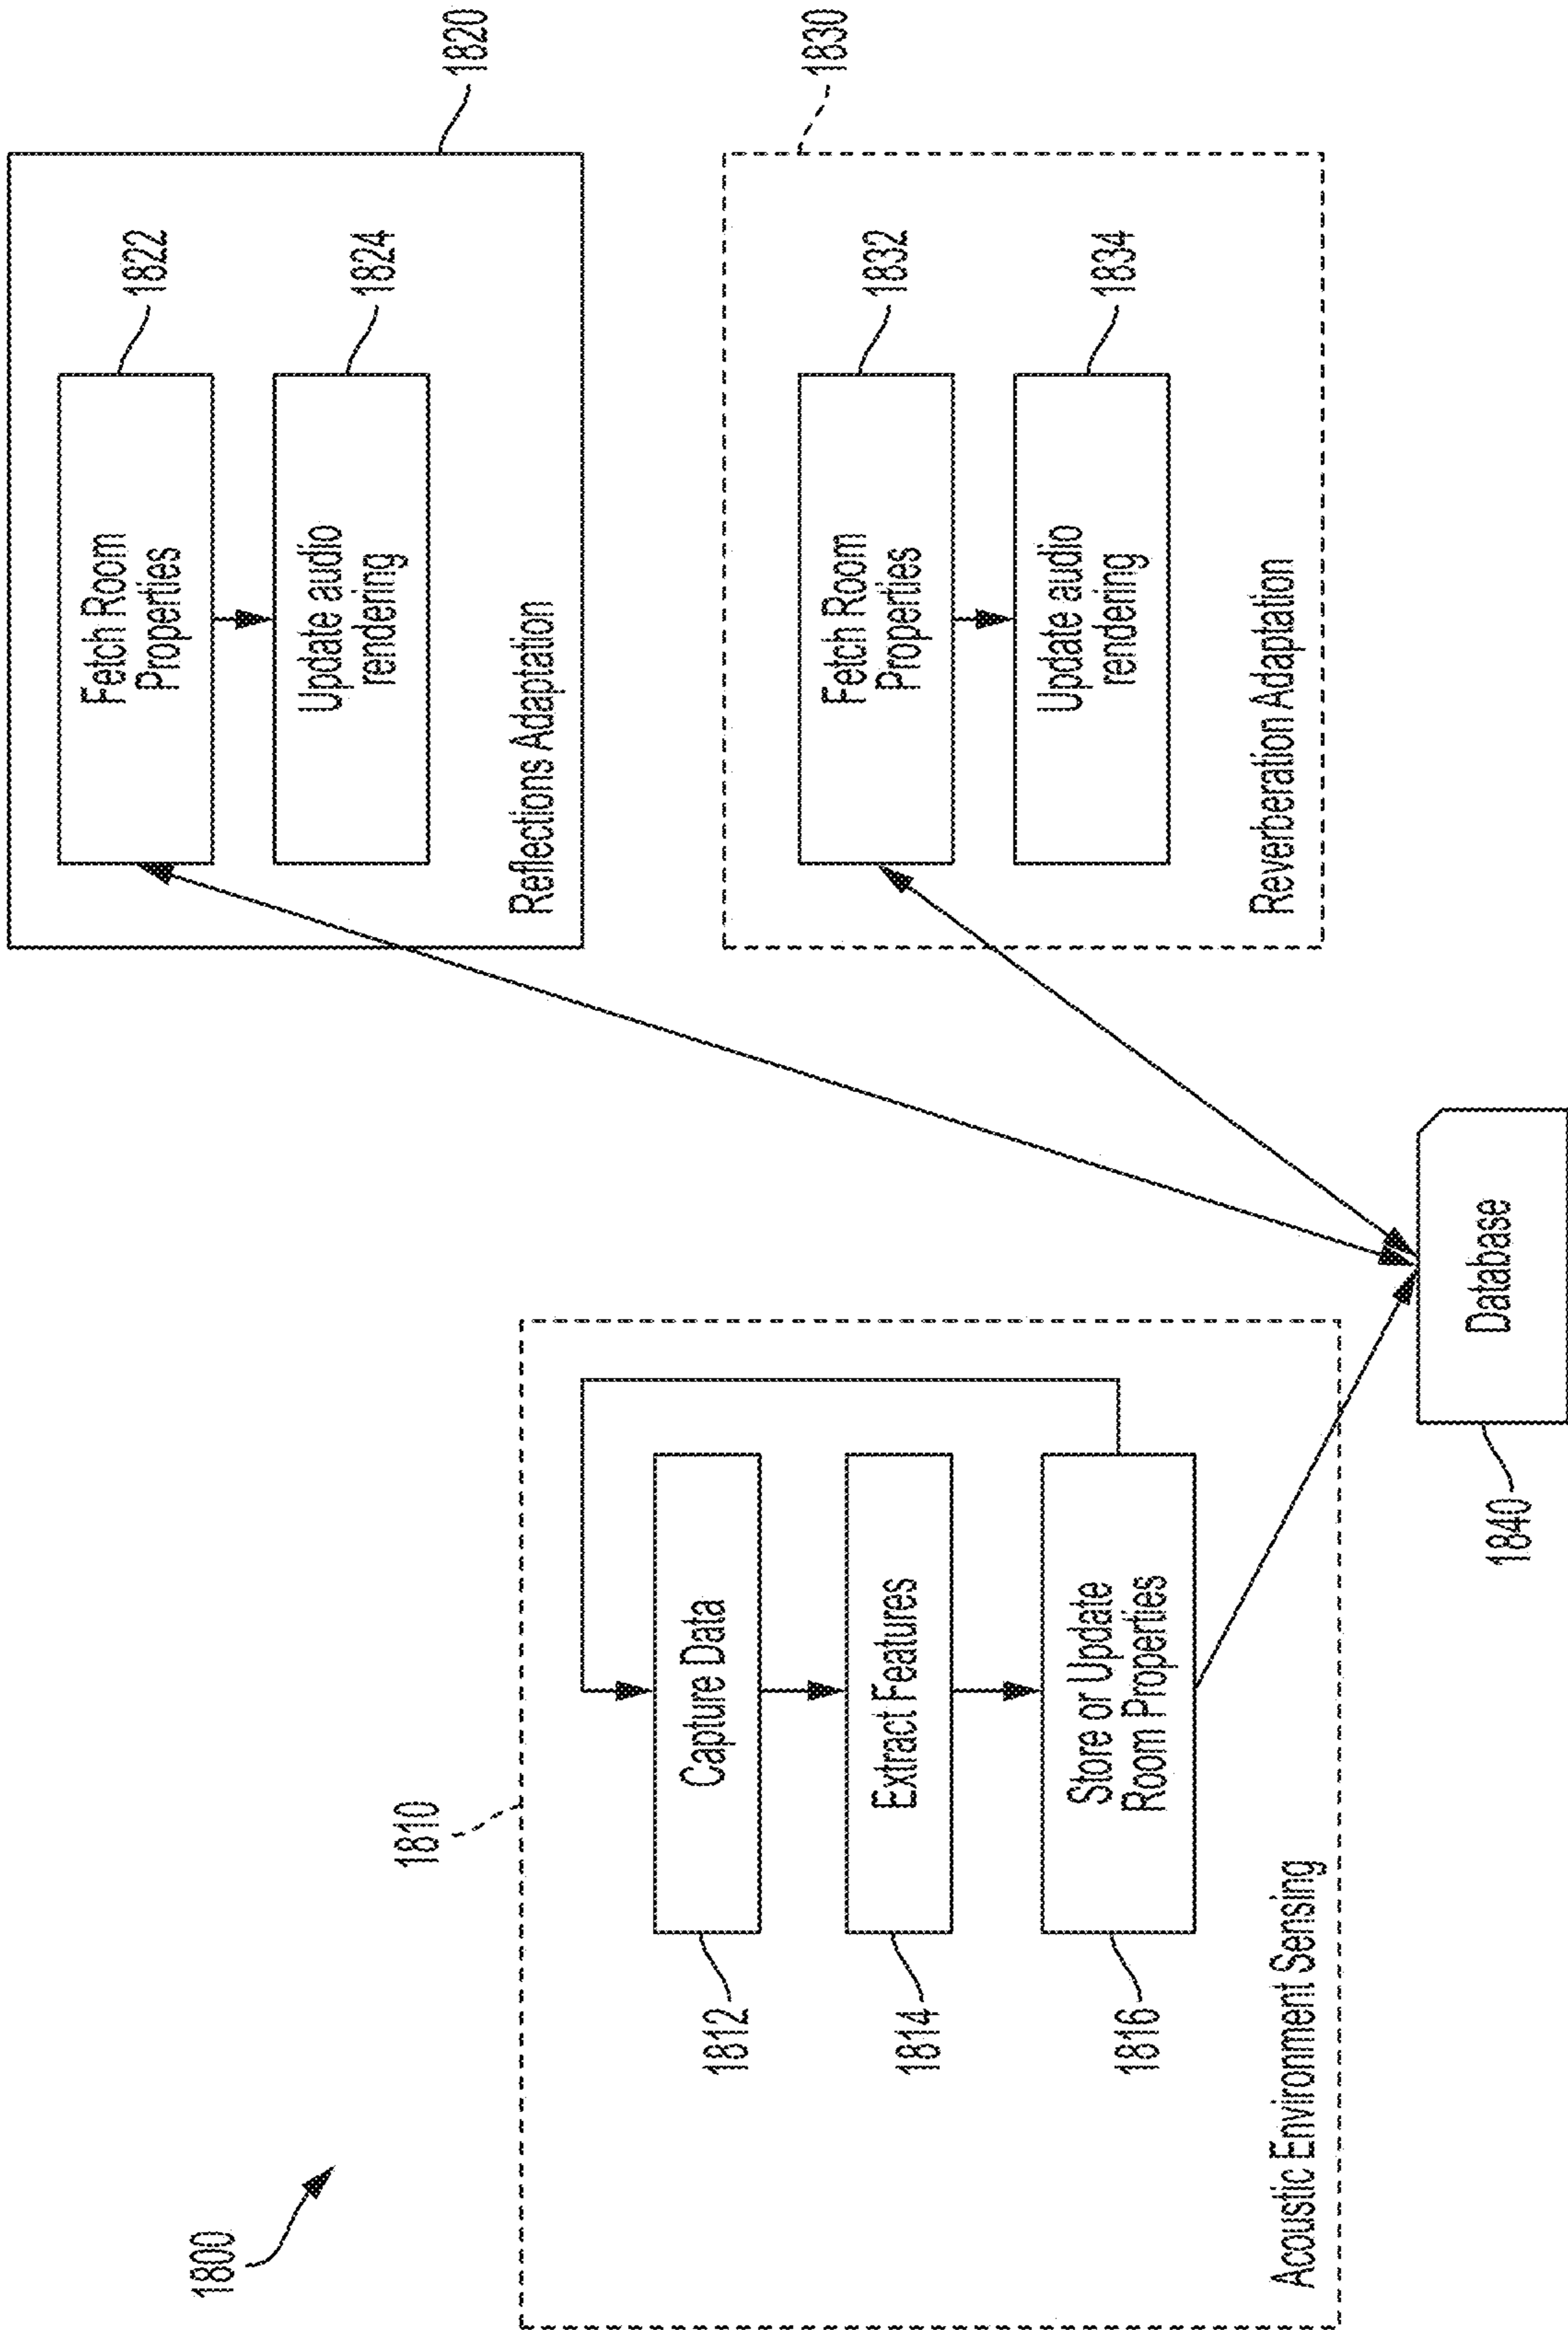 1800
1810
1812
Capture Data
1814
Extract Features
1816
Store or Update
Room Properties
Acoustic Environment Sensing
1820
1822
Fetch Room
Properties
1824
Update audio
rendering
Reflections Adaptation
1830
1832
Fetch Room
Properties
1834
Update audio
rendering
Reverberation Adaptation
1840
Database